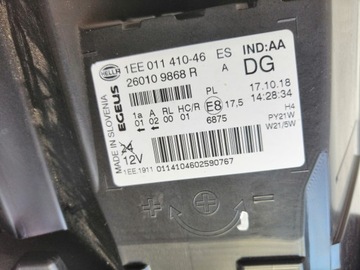 HELLA 1EE 011 410-46 ES IND:AA
26010 9868 R A DG
MADE IN SLOVENIA
EGEUS
PL 17.10.18
1a A RL HC/R E8 17,5 14:28:34
01 02 00 01 6875 H4
PY21W
12V W21/5W
1EE.1911 0114104602590767